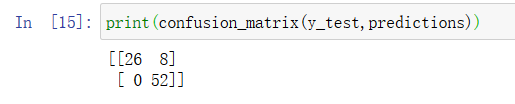 In [15]: print(confusion_matrix(y_test,predictions))
[[26  8]
 [ 0 52]]